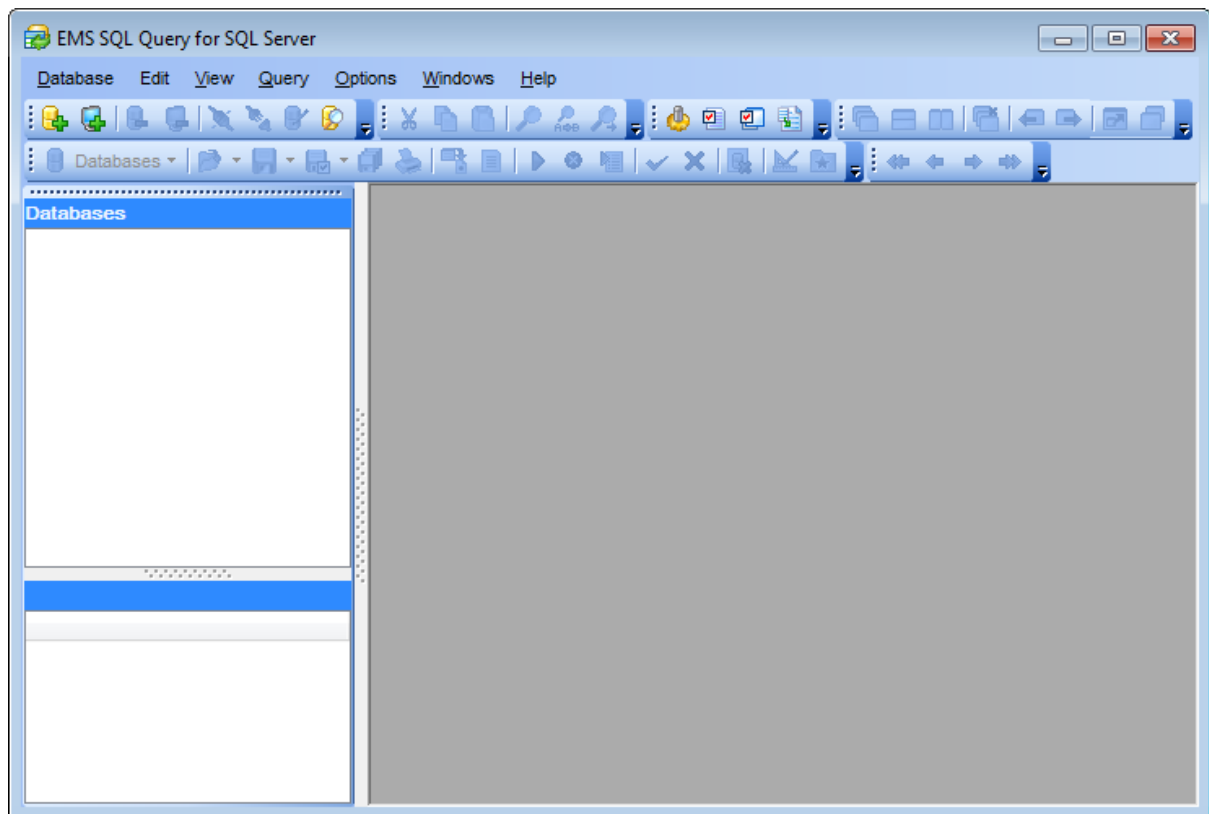 EMS SQL Query for SQL Server
Database Edit View Query Options Windows Help
Databases
Databases